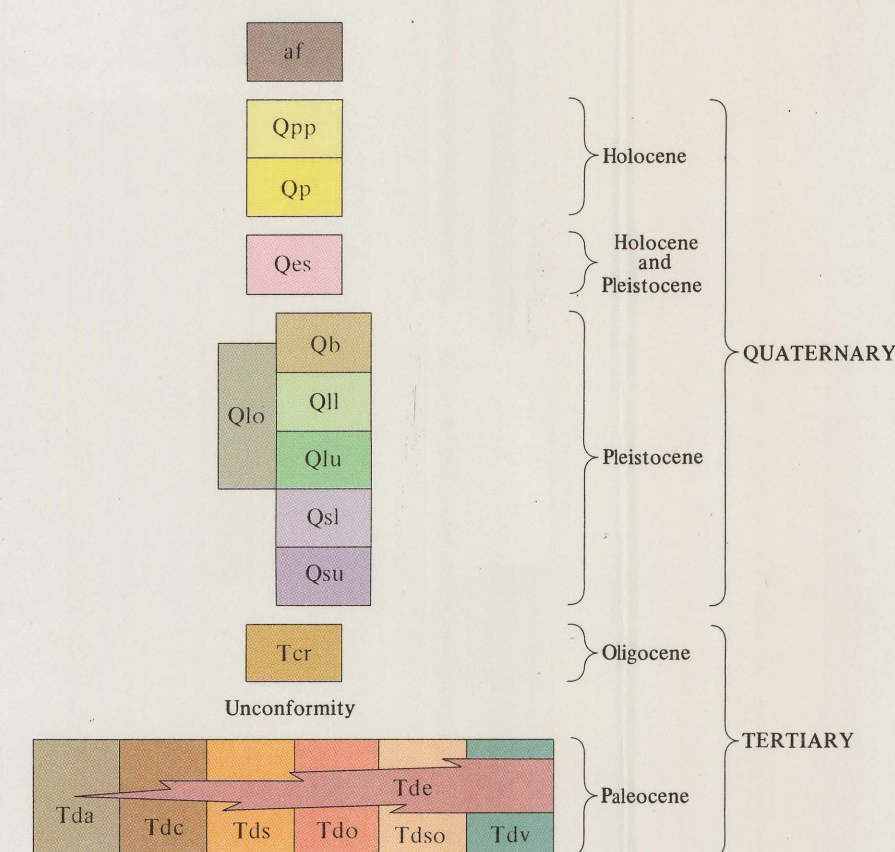 af
Qpp
Qp
Holocene
Qes
Holocene
and
Pleistocene
Qb
Qll
Qlo
Qlu
Qsl
Qsu
Pleistocene
QUATERNARY
Tcr
Oligocene
Unconformity
TERTIARY
Tde
Tda
Tdc
Tds
Tdo
Tdso
Tdv
Paleocene